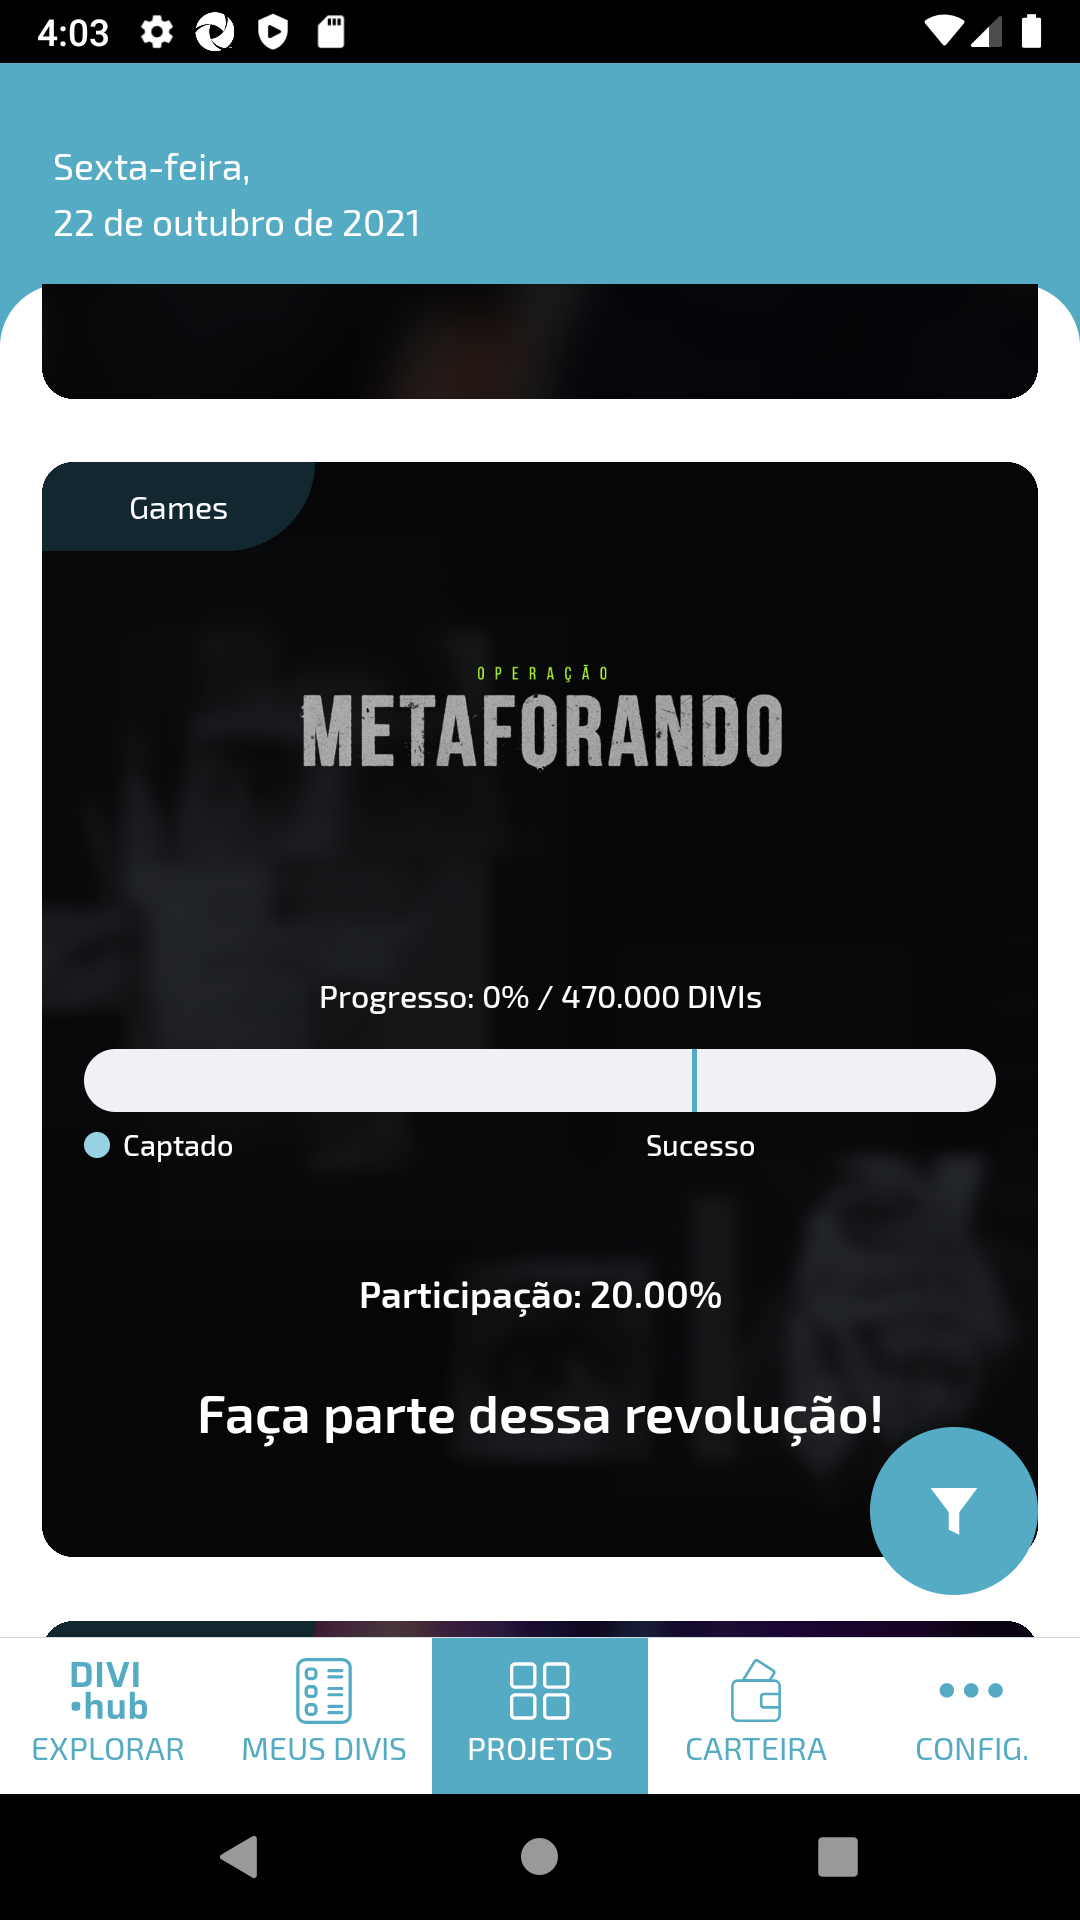 4:03
Sexta-feira,
22 de outubro de 2021
Games
OPERAÇÃO
METAFORANDO
Progresso: 0% / 470.000 DIVIs
Captado
Sucesso
Participação: 20.00%
Faça parte dessa revolução!
DIVI
•hub
EXPLORAR
MEUS DIVIS
PROJETOS
CARTEIRA
CONFIG.